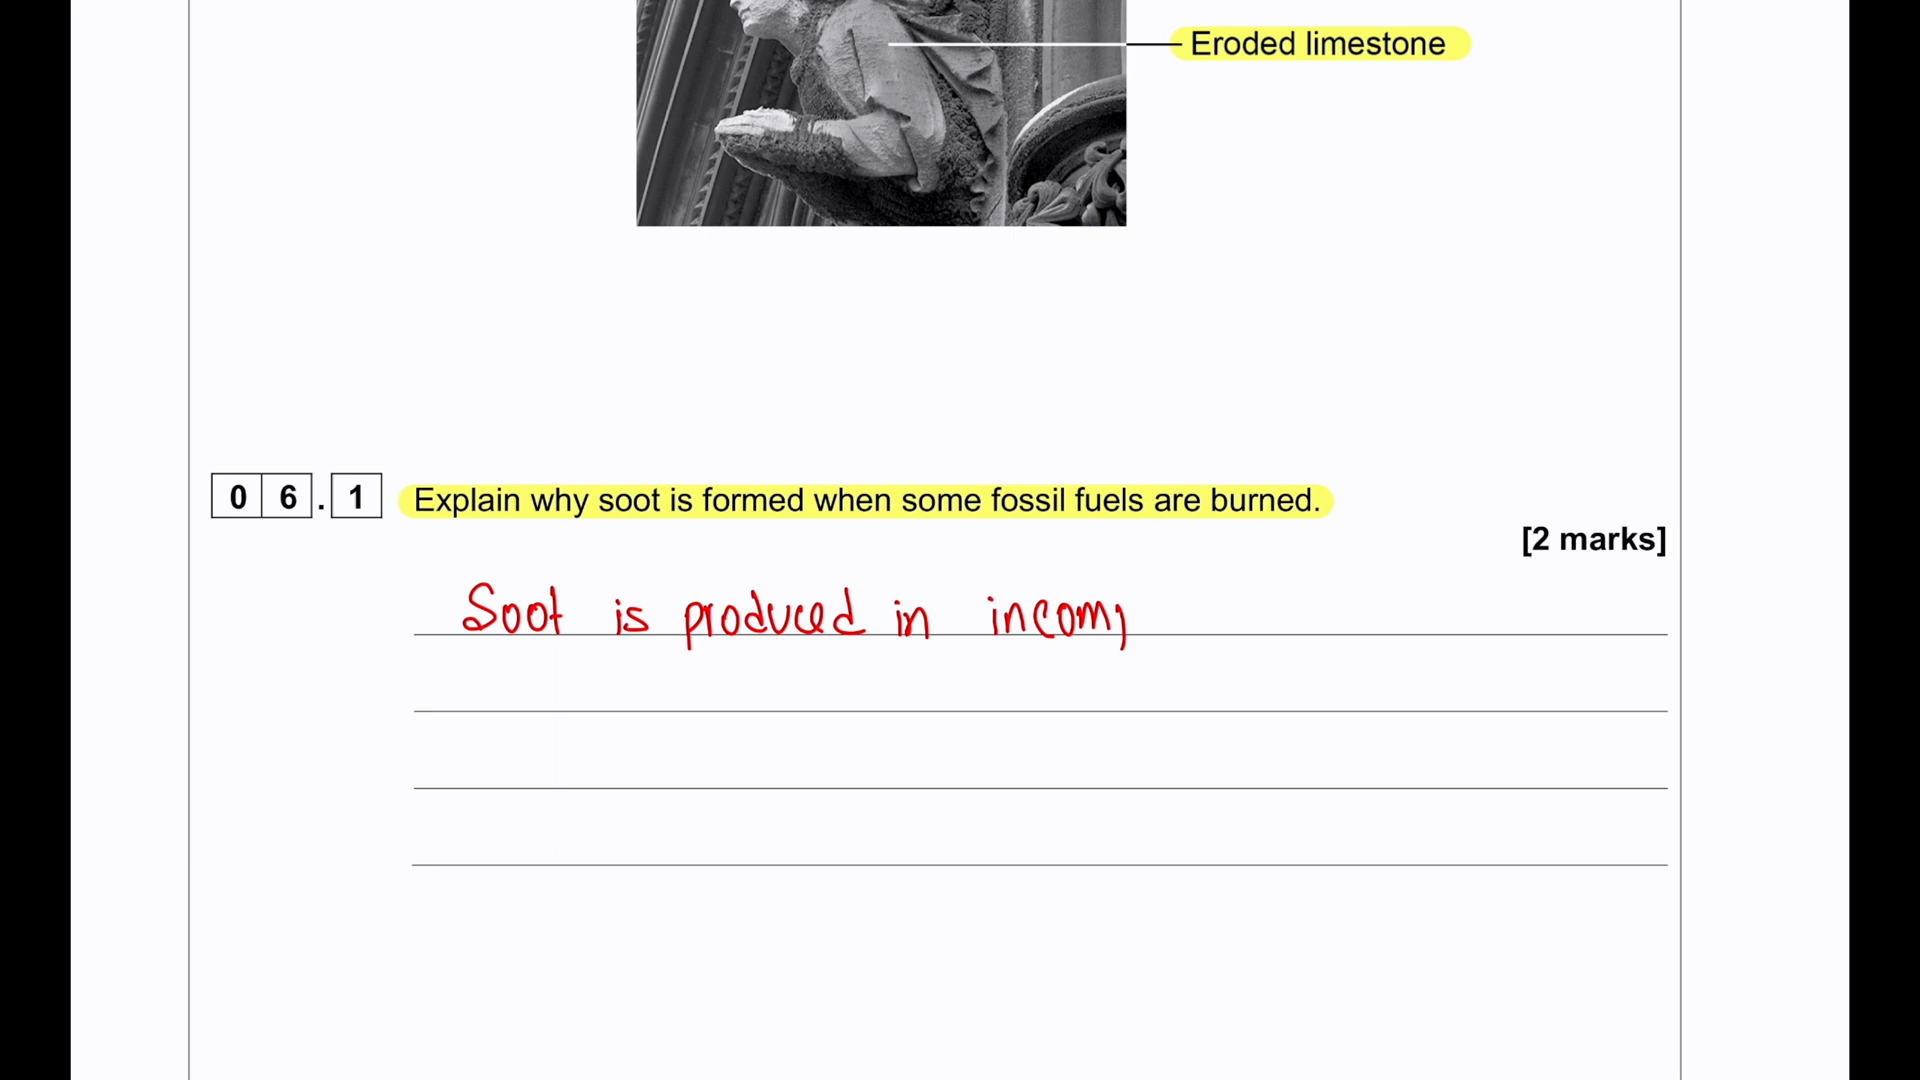 Eroded limestone
0 6 . 1 Explain why soot is formed when some fossil fuels are burned.
[2 marks]
Soot is produced in incomp